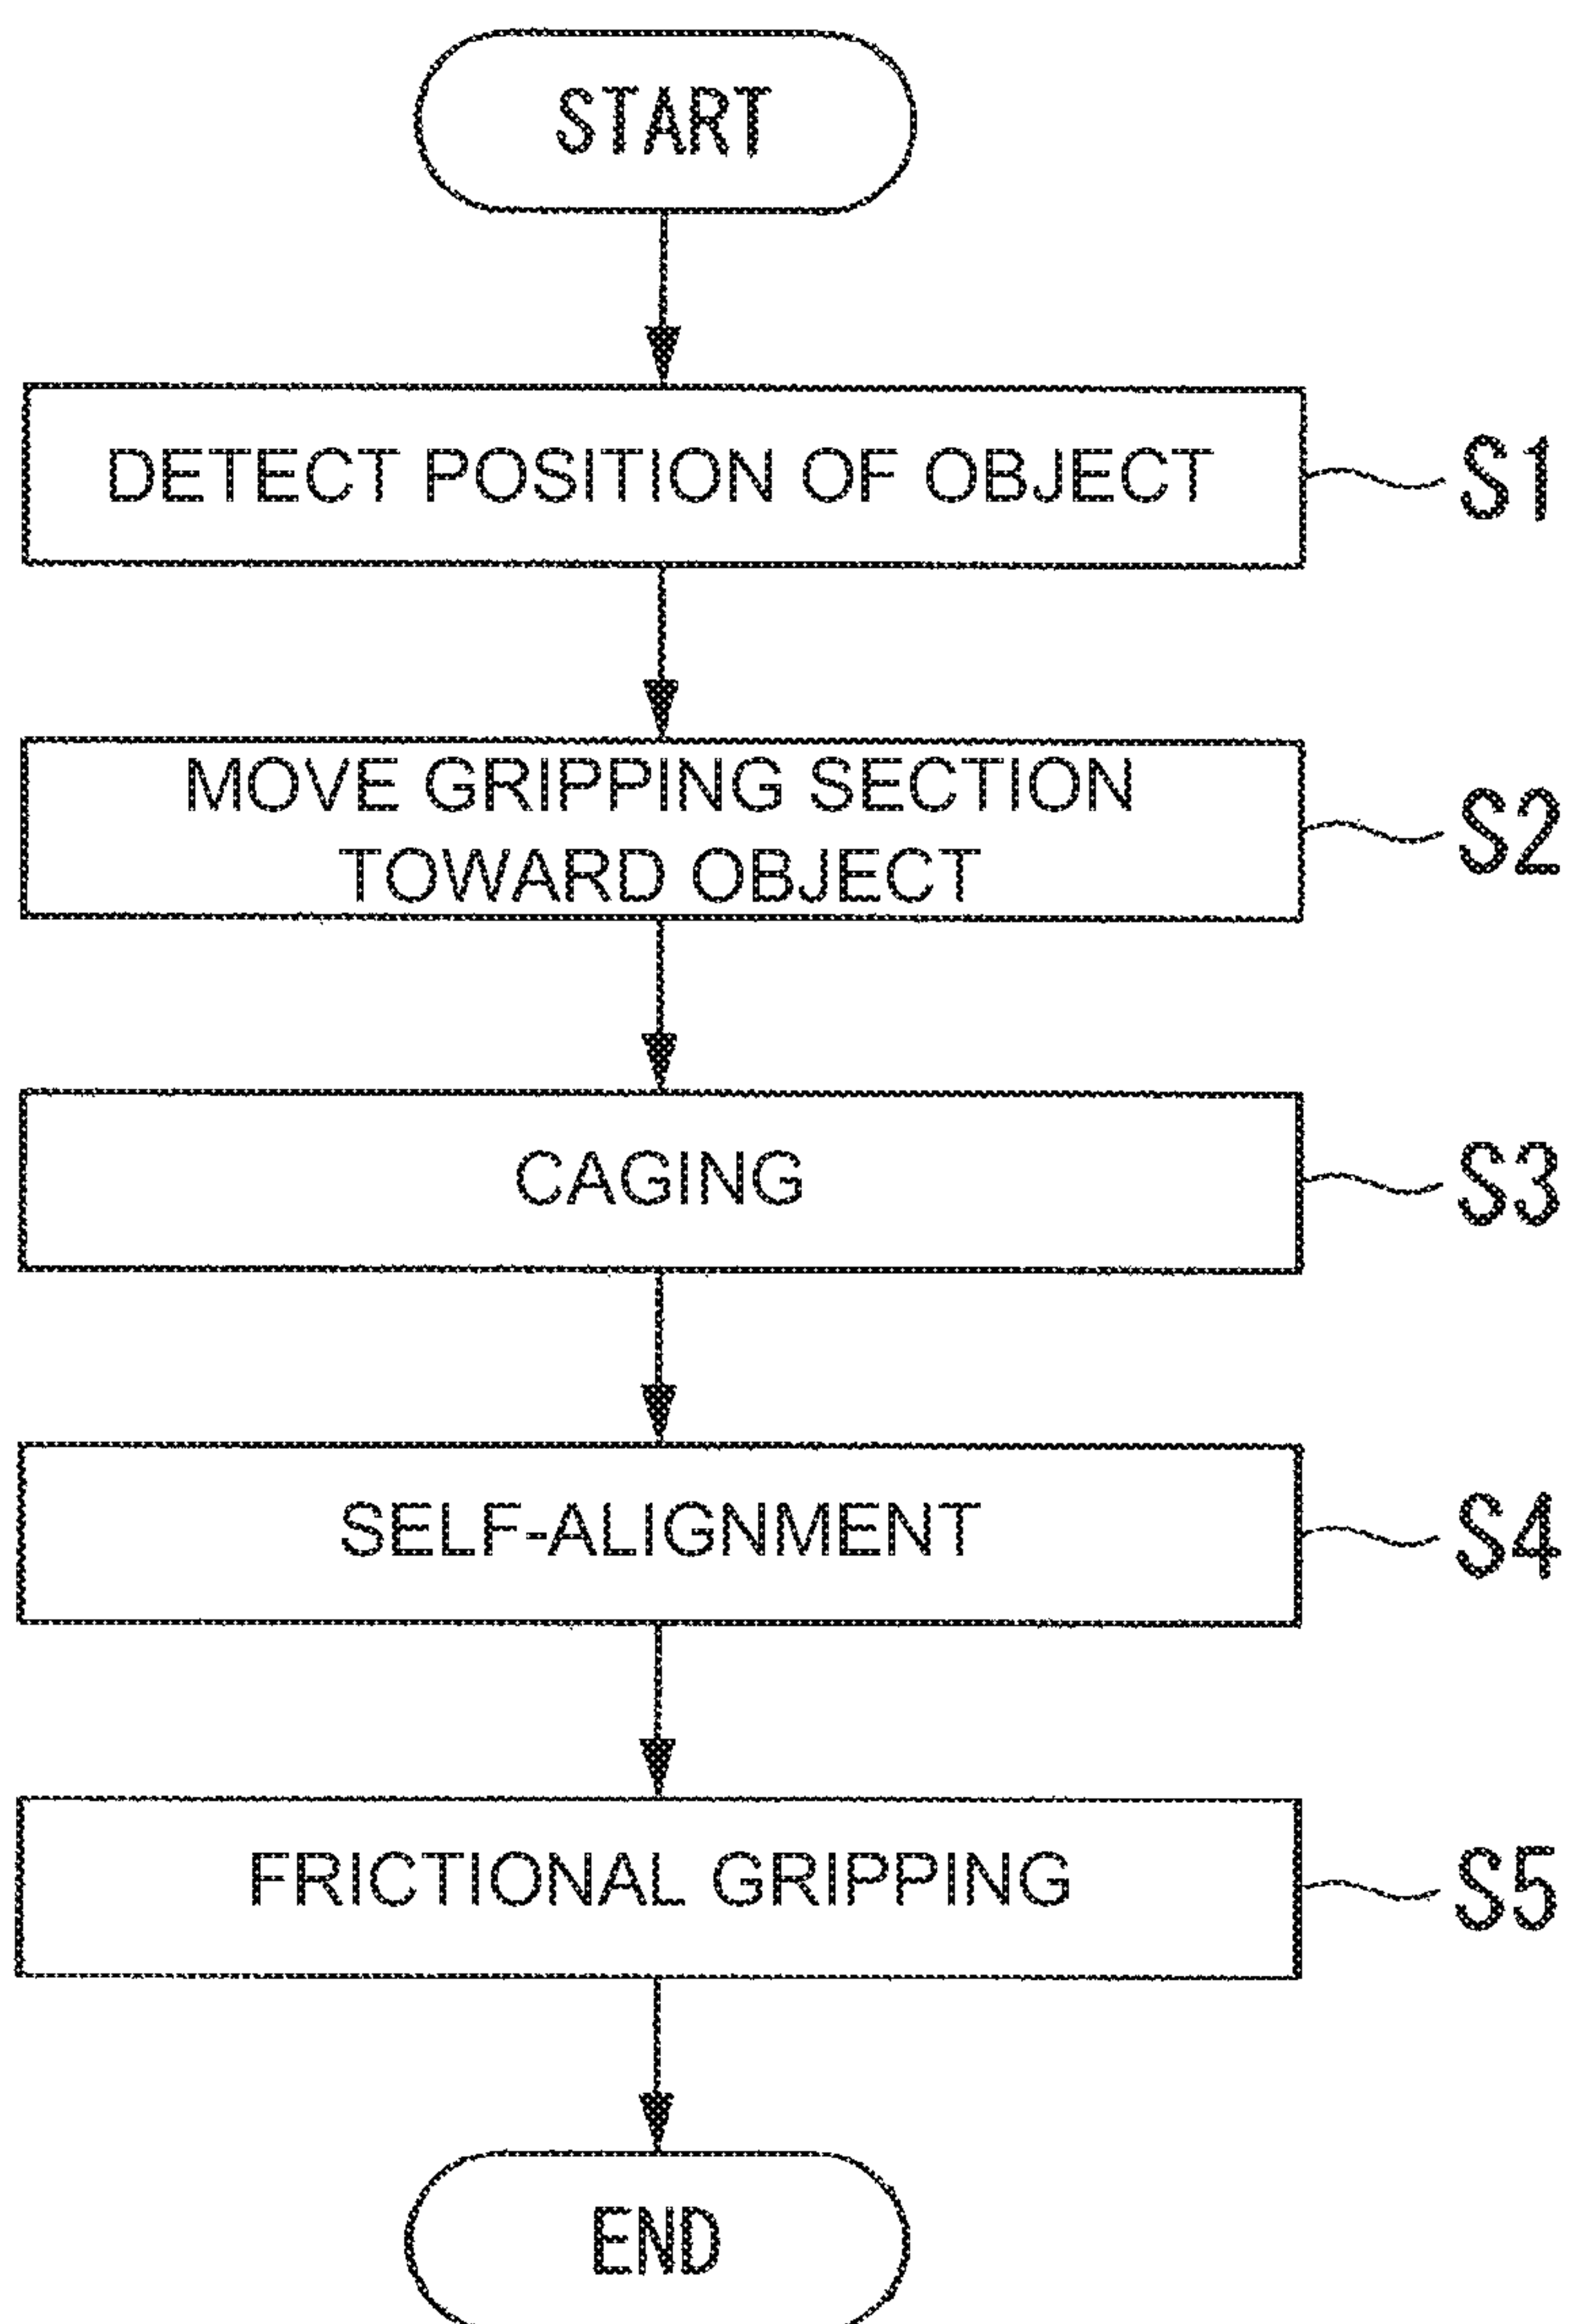 START
DETECT POSITION OF OBJECT
S1
MOVE GRIPPING SECTION
TOWARD OBJECT
S2
CAGING
S3
SELF-ALIGNMENT
S4
FRICTIONAL GRIPPING
S5
END